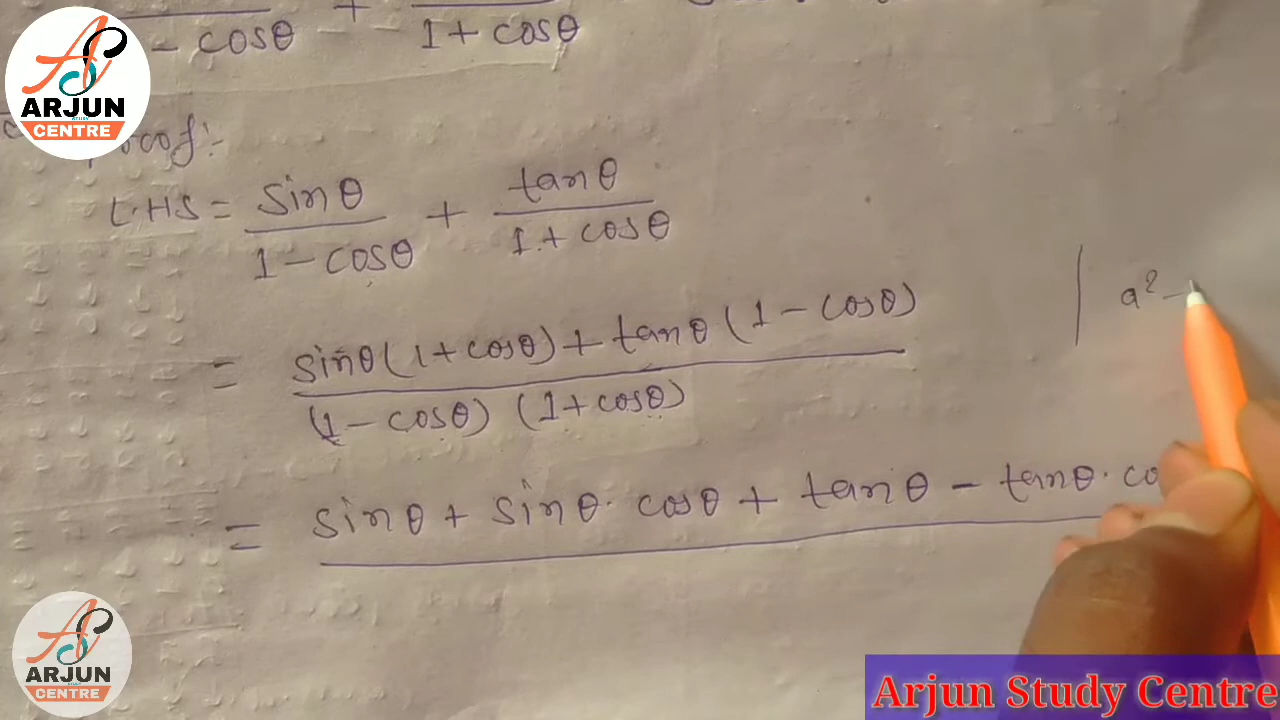 - cosθ + 1 + cosθ
ARJUN
STUDY
CENTRE
Proof:-
L.HS = sinθ / 1 - cosθ + tanθ / 1 + cosθ
= sinθ(1 + cosθ) + tanθ(1 - cosθ) / (1 - cosθ) (1 + cosθ)
a² -
= sinθ + sinθ. cosθ + tanθ - tanθ. co
ARJUN
CENTRE
Arjun Study Centre